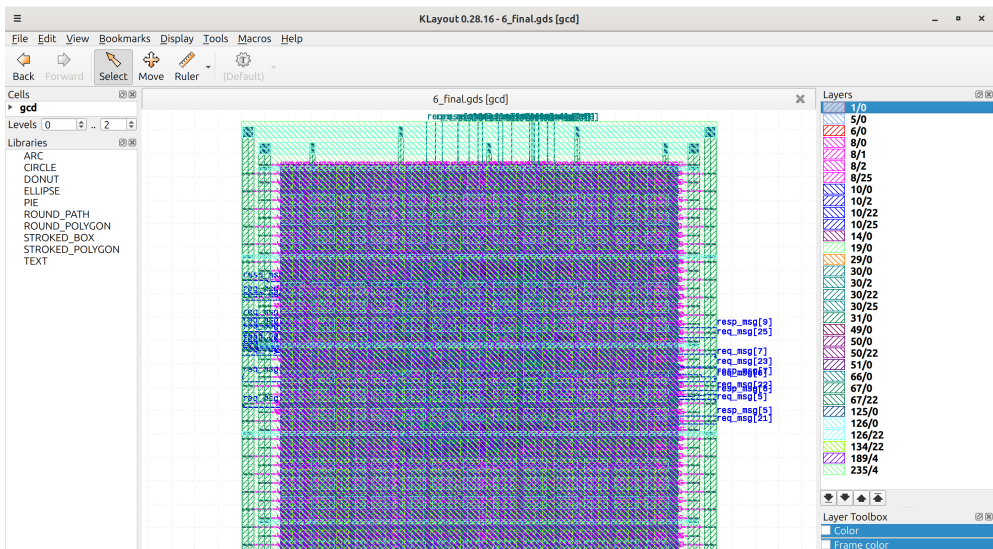 KLayout 0.28.16 - 6_final.gds [gcd]
File Edit View Bookmarks Display Tools Macros Help
Back Forward Select Move Ruler (Default)
Cells
gcd
Levels 0 .. 2
Libraries
ARC
CIRCLE
DONUT
ELLIPSE
PIE
ROUND_PATH
ROUND_POLYGON
STROKED_BOX
STROKED_POLYGON
TEXT
6_final.gds [gcd]
resp_msg[9]
req_msg[25]
req_msg[7]
req_msg[23]
req_msg[5]
resp_msg[5]
req_msg[21]
Layers
1/0
5/0
6/0
8/0
8/1
8/2
8/25
10/0
10/2
10/22
10/25
14/0
19/0
29/0
30/0
30/2
30/22
30/25
31/0
49/0
50/0
50/22
51/0
66/0
67/0
67/22
125/0
126/0
126/22
134/22
189/4
235/4
Layer Toolbox
Color
Frame color